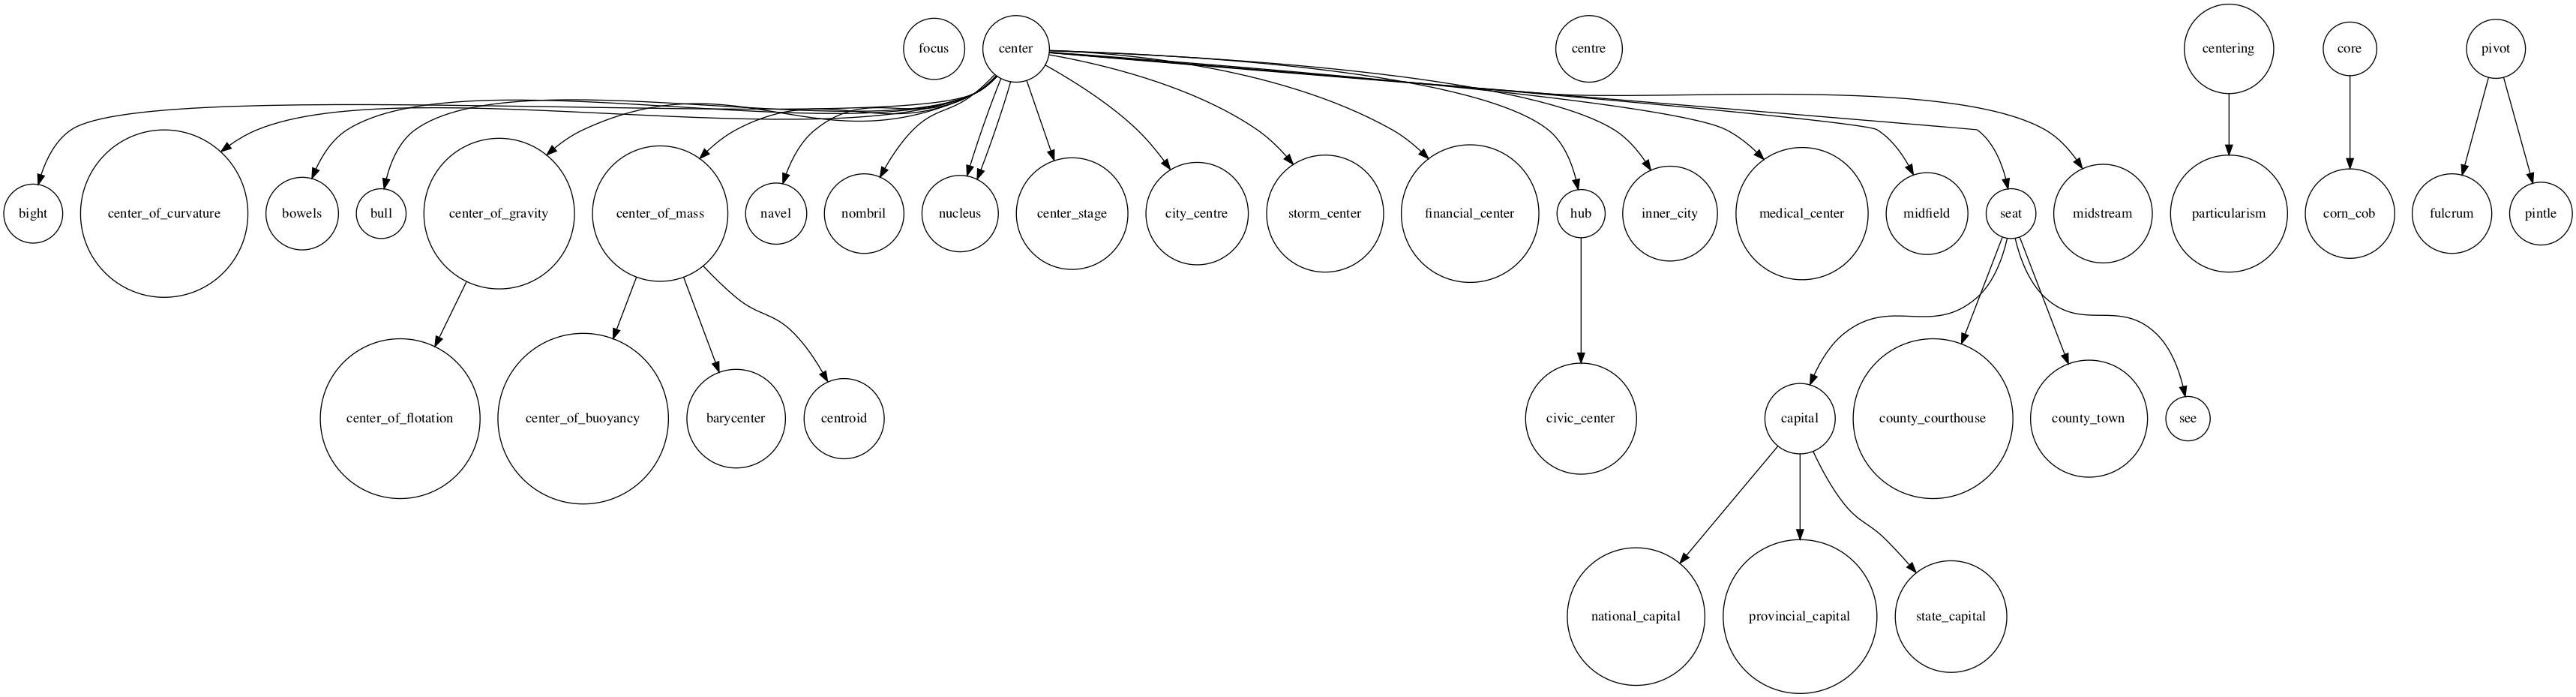 focus
center
centre
centering
core
pivot
bight
center_of_curvature
bowels
bull
center_of_gravity
center_of_mass
navel
nombril
nucleus
center_stage
city_centre
storm_center
financial_center
hub
inner_city
medical_center
midfield
seat
midstream
particularism
corn_cob
fulcrum
pintle
center_of_flotation
center_of_buoyancy
barycenter
centroid
civic_center
capital
county_courthouse
county_town
see
national_capital
provincial_capital
state_capital